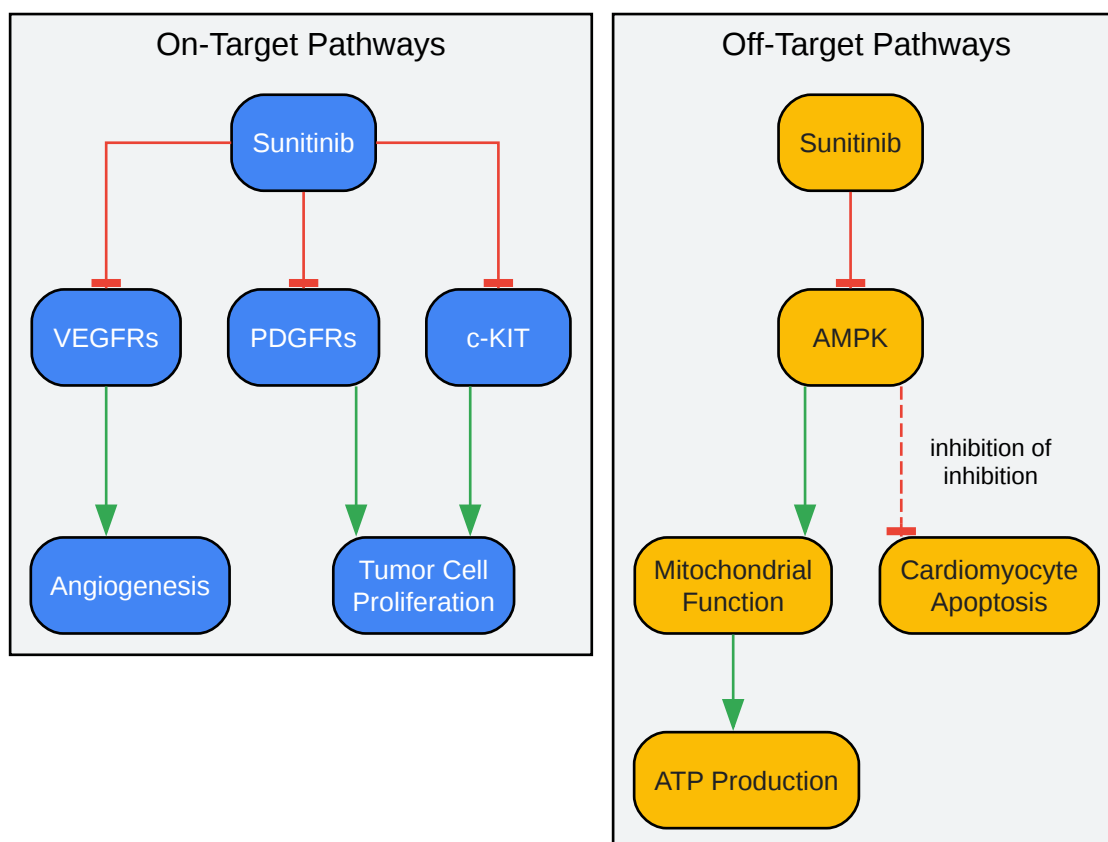 On-Target Pathways
Sunitinib
VEGFRs
PDGFRs
c-KIT
Angiogenesis
Tumor Cell
Proliferation
Off-Target Pathways
Sunitinib
AMPK
inhibition of
inhibition
Mitochondrial
Function
Cardiomyocyte
Apoptosis
ATP Production